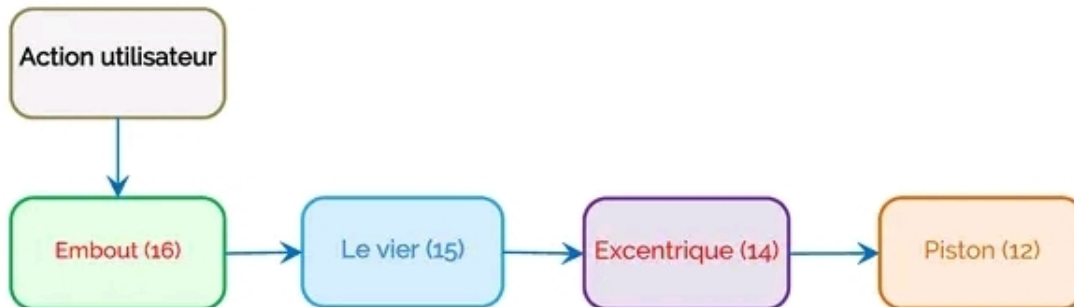 Action utilisateur
Embout (16)
Le vier (15)
Excentrique (14)
Piston (12)